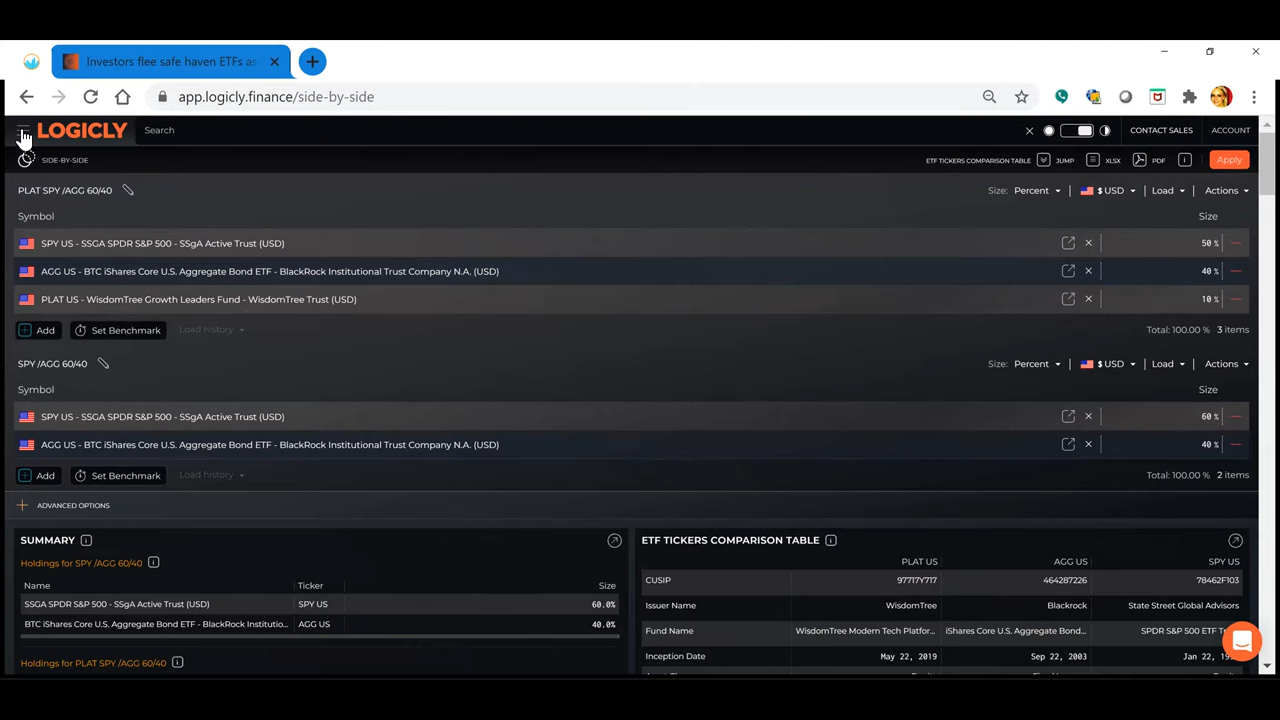 Investors flee safe haven ETFs as
app.logicly.finance/side-by-side
LOGICLY Search CONTACT SALES ACCOUNT
SIDE-BY-SIDE ETF TICKERS COMPARISON TABLE JUMP XLSX PDF Apply
PLAT SPY /AGG 60/40 Size: Percent $ USD Load Actions
Symbol Size
SPY US - SSGA SPDR S&P 500 - SSgA Active Trust (USD) 50 %
AGG US - BTC iShares Core U.S. Aggregate Bond ETF - BlackRock Institutional Trust Company N.A. (USD) 40 %
PLAT US - WisdomTree Growth Leaders Fund - WisdomTree Trust (USD) 10 %
Add Set Benchmark Load history Total: 100.00 % 3 items
SPY /AGG 60/40 Size: Percent $ USD Load Actions
Symbol Size
SPY US - SSGA SPDR S&P 500 - SSgA Active Trust (USD) 60 %
AGG US - BTC iShares Core U.S. Aggregate Bond ETF - BlackRock Institutional Trust Company N.A. (USD) 40 %
Add Set Benchmark Load history Total: 100.00 % 2 items
ADVANCED OPTIONS
SUMMARY
Holdings for SPY /AGG 60/40
Name Ticker Size
SSGA SPDR S&P 500 - SSgA Active Trust (USD) SPY US 60.0%
BTC iShares Core U.S. Aggregate Bond ETF - BlackRock Institutio... AGG US 40.0%
Holdings for PLAT SPY /AGG 60/40
ETF TICKERS COMPARISON TABLE
PLAT US AGG US SPY US
CUSIP 97717Y717 464287226 78462F103
Issuer Name WisdomTree Blackrock State Street Global Advisors
Fund Name WisdomTree Modern Tech Platfor... iShares Core U.S. Aggregate Bond... SPDR S&P 500 ETF
Inception Date May 22, 2019 Sep 22, 2003 Jan 22,